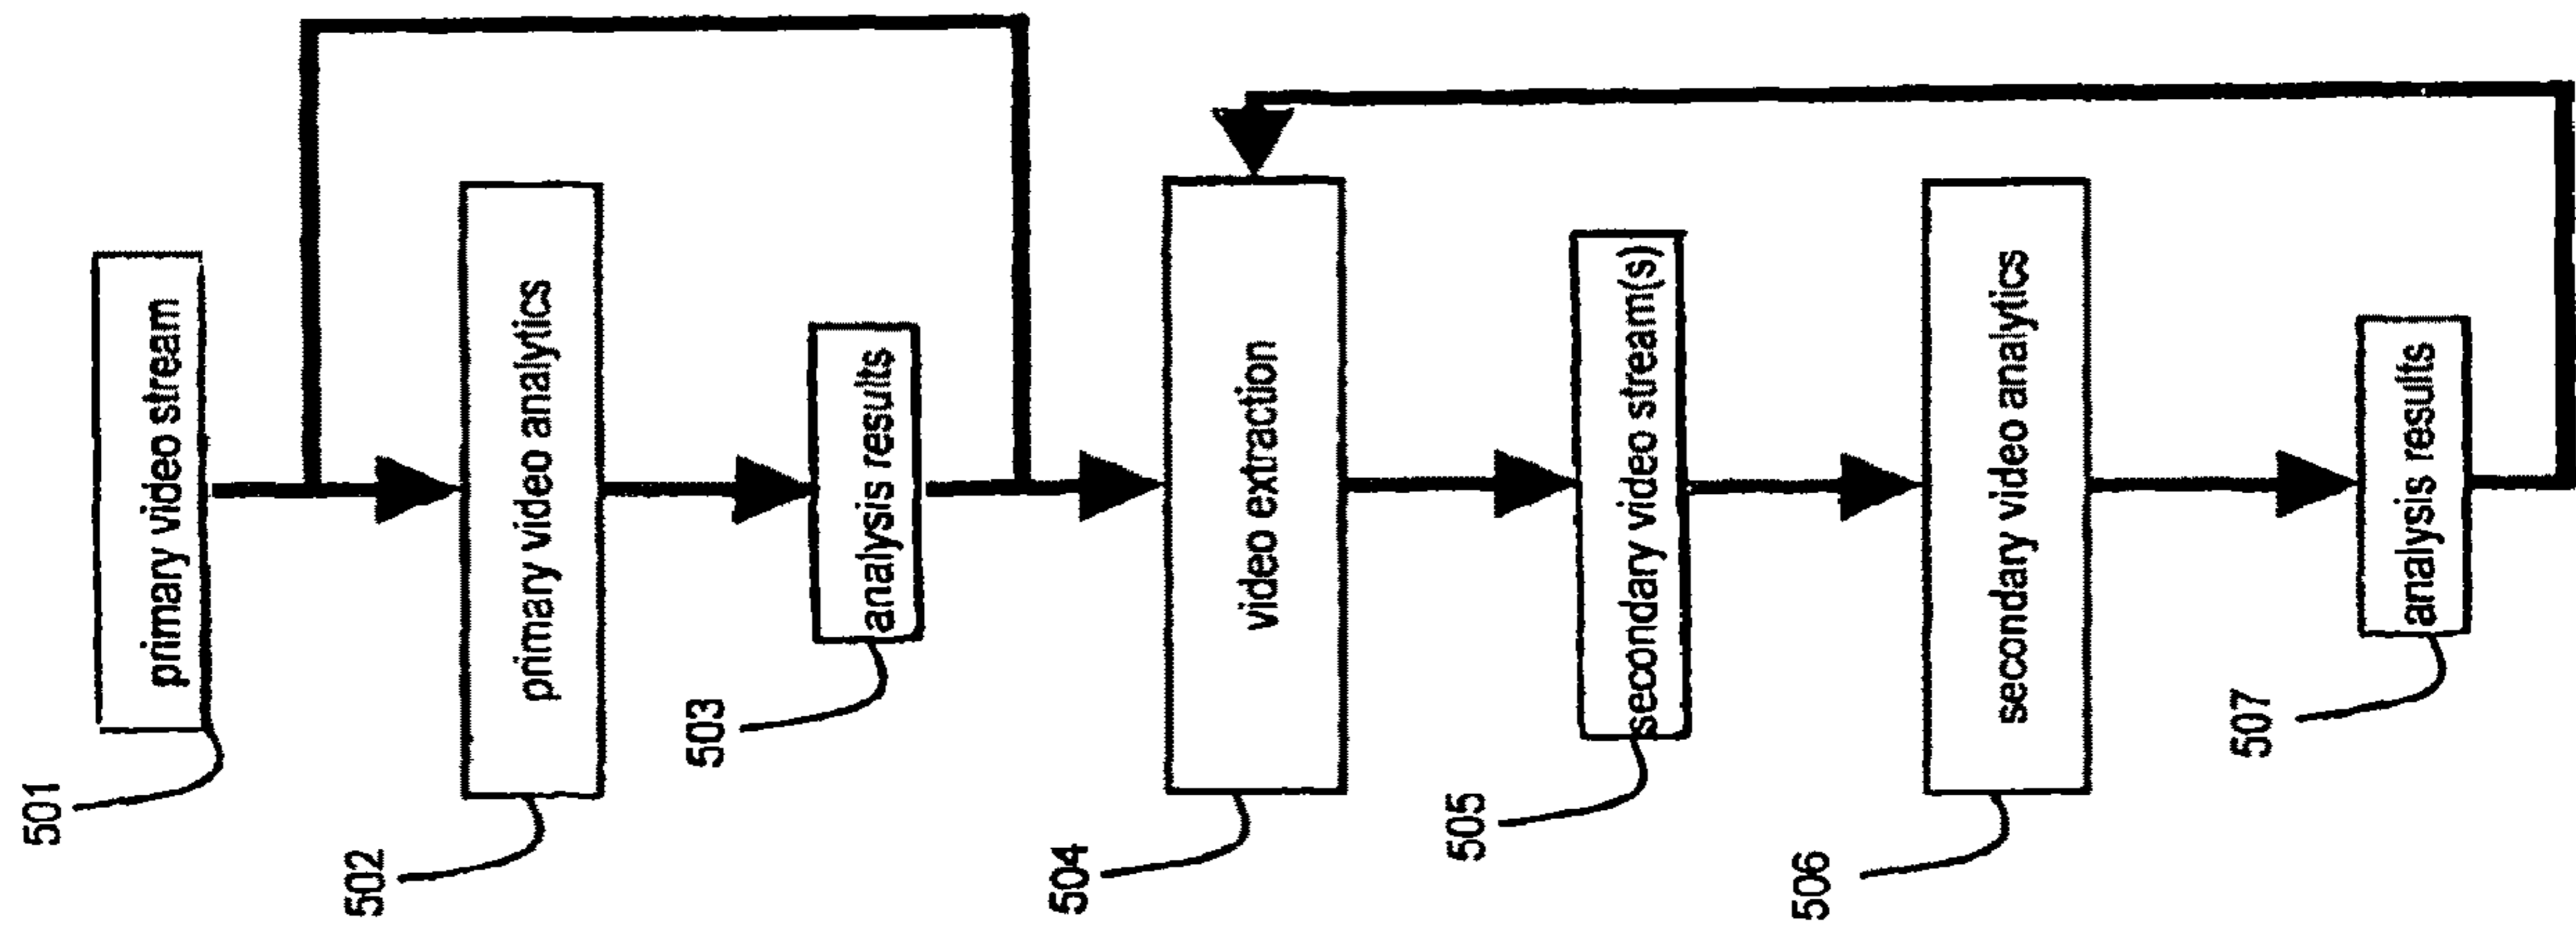 501
primary video stream
502
primary video analytics
503
analysis results
504
video extraction
505
secondary video stream(s)
506
secondary video analytics
507
analysis results